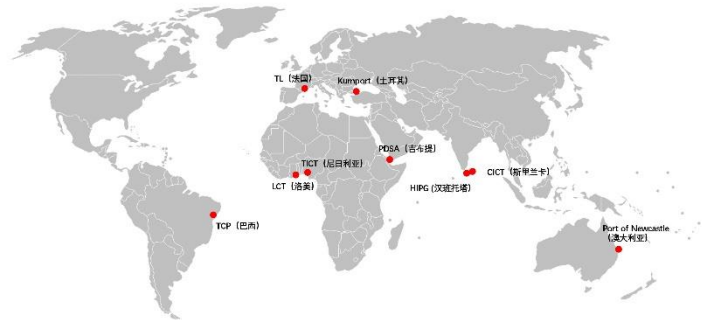 TL（法国）
Kumport（土耳其）
PDSA（吉布提）
TICT（尼日利亚）
CICT（斯里兰卡）
LCT（洛美）
HIPG（汉班托塔）
TCP（巴西）
Port of Newcastle
（澳大利亚）